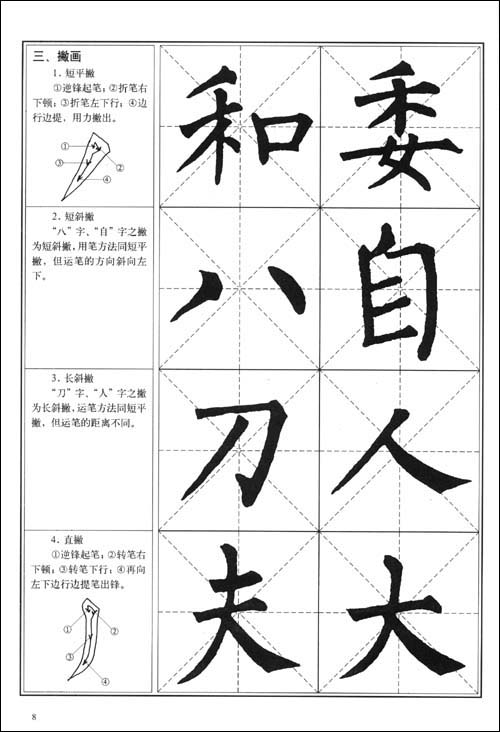 三、撇画
1. 短平撇
①逆锋起笔；②折笔右
下顿；③折笔左下行；④边
行边提，用力撇出。
①
②
③
④
和 委
2. 短斜撇
“八”字、“自”字之撇
为短斜撇，用笔方法同短平
撇，但运笔的方向斜向左
下。
八 自
3. 长斜撇
“刀”字、“人”字之撇
为长斜撇，运笔方法同短平
撇，但运笔的距离不同。
刀 人
4. 直撇
①逆锋起笔；②转笔右
下顿；③转笔下行；④再向
左下边行边提笔出锋。
①
②
③
④
夫 大
8